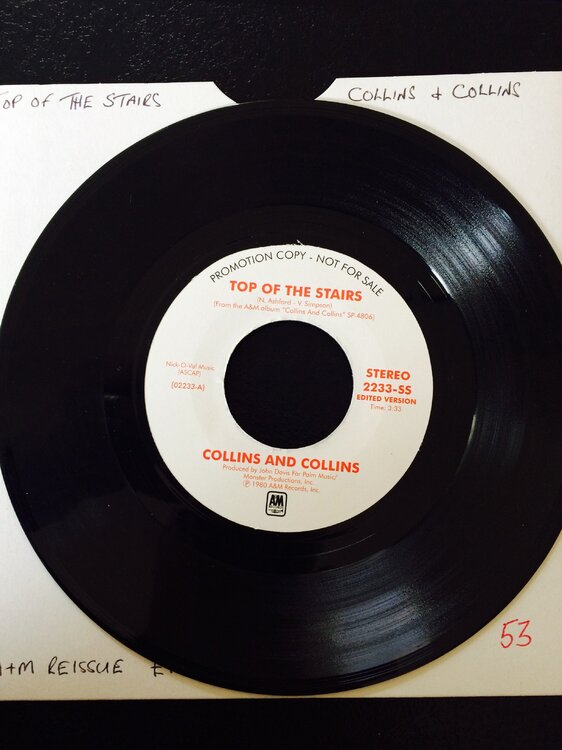 TOP OF THE STAIRS
COLLINS & COLLINS
PROMOTION COPY - NOT FOR SALE
TOP OF THE STAIRS
(N. Ashford - V. Simpson)
(From the A&M album "Collins And Collins" SP-4806)
Nick-O-Val Music
(ASCAP)
(02233-A)
STEREO
2233-SS
EDITED VERSION
Time: 3:33
COLLINS AND COLLINS
Produced by John Davis For Palm Music/
Monster Productions, Inc.
℗ 1980 A&M Records, Inc.
A&M
RECORDS
53
A+M REISSUE